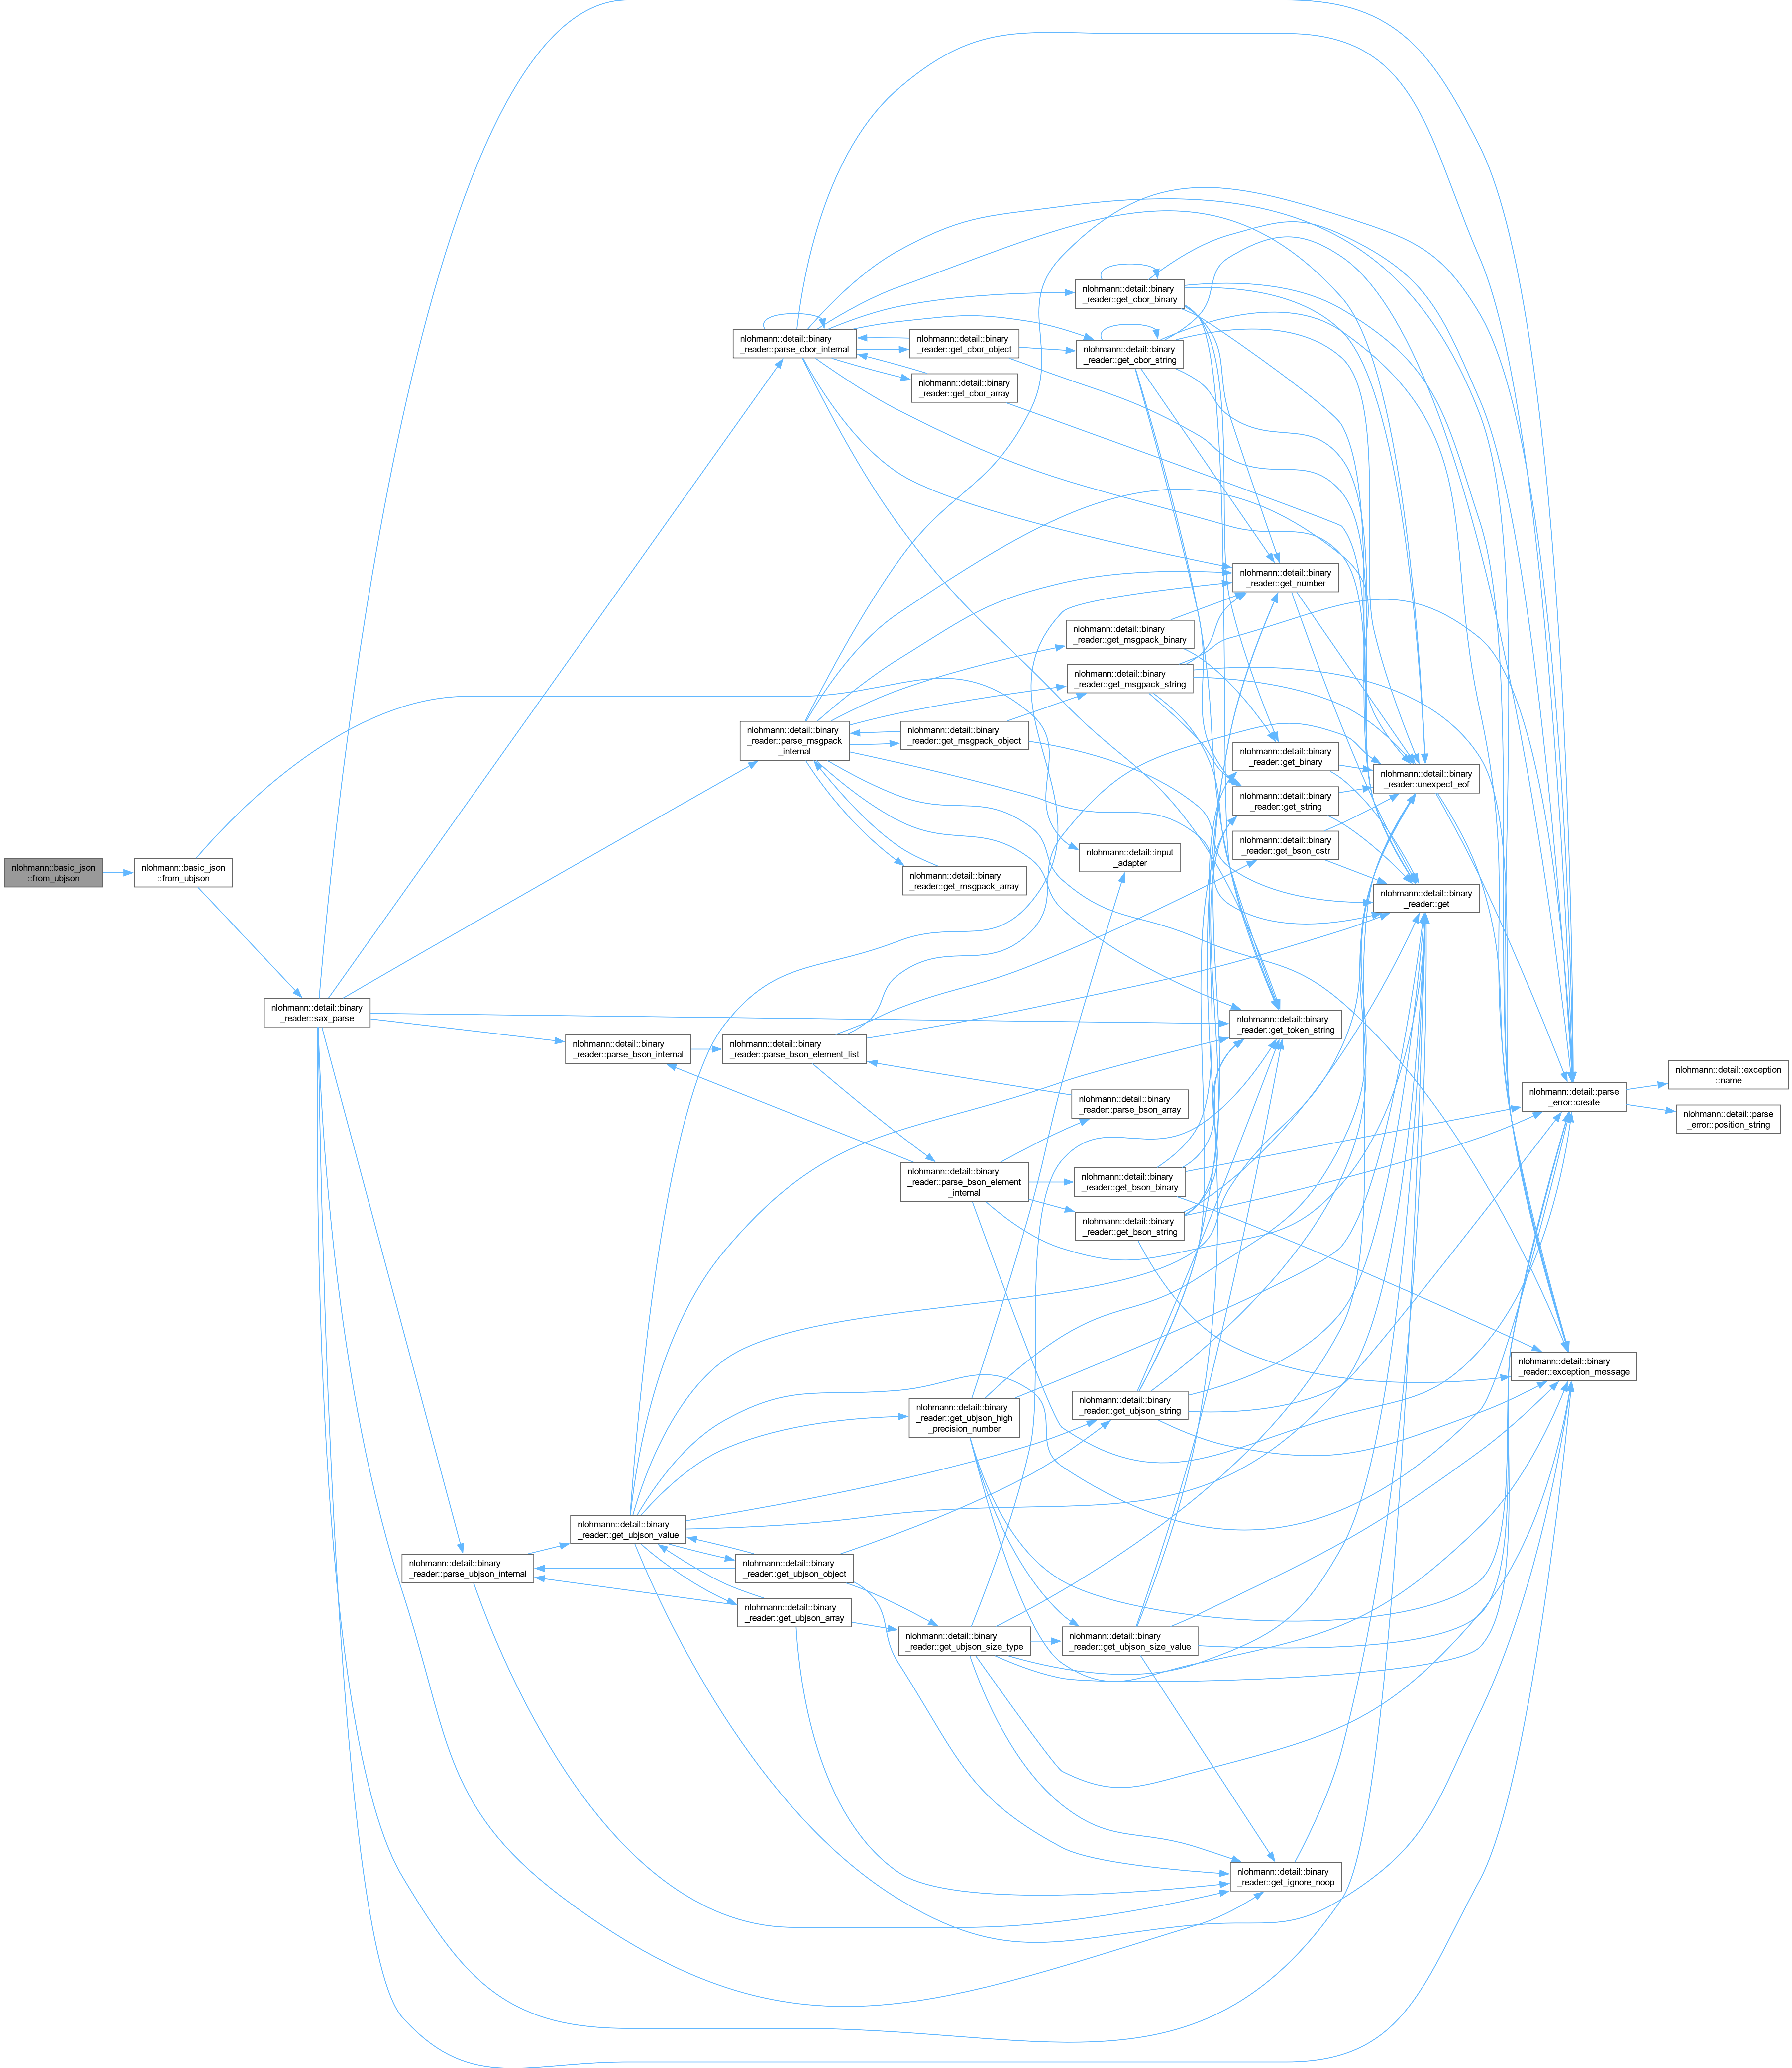 nlohmann::basic_json
::from_ubjson
nlohmann::basic_json
::from_ubjson
nlohmann::detail::binary
_reader::sax_parse
nlohmann::detail::binary
_reader::parse_ubjson_internal
nlohmann::detail::binary
_reader::parse_bson_internal
nlohmann::detail::binary
_reader::get_ubjson_value
nlohmann::detail::binary
_reader::parse_cbor_internal
nlohmann::detail::binary
_reader::parse_msgpack
_internal
nlohmann::detail::binary
_reader::parse_bson_element_list
nlohmann::detail::binary
_reader::get_ubjson_object
nlohmann::detail::binary
_reader::get_ubjson_array
nlohmann::detail::binary
_reader::get_cbor_object
nlohmann::detail::binary
_reader::get_cbor_array
nlohmann::detail::binary
_reader::get_msgpack_object
nlohmann::detail::binary
_reader::get_msgpack_array
nlohmann::detail::binary
_reader::parse_bson_element
_internal
nlohmann::detail::binary
_reader::get_ubjson_high
_precision_number
nlohmann::detail::binary
_reader::get_ubjson_size_type
nlohmann::detail::binary
_reader::get_cbor_binary
nlohmann::detail::binary
_reader::get_cbor_string
nlohmann::detail::binary
_reader::get_msgpack_binary
nlohmann::detail::binary
_reader::get_msgpack_string
nlohmann::detail::input
_adapter
nlohmann::detail::binary
_reader::parse_bson_array
nlohmann::detail::binary
_reader::get_bson_binary
nlohmann::detail::binary
_reader::get_bson_string
nlohmann::detail::binary
_reader::get_ubjson_string
nlohmann::detail::binary
_reader::get_ubjson_size_value
nlohmann::detail::binary
_reader::get_number
nlohmann::detail::binary
_reader::get_binary
nlohmann::detail::binary
_reader::get_string
nlohmann::detail::binary
_reader::get_bson_cstr
nlohmann::detail::binary
_reader::get_token_string
nlohmann::detail::binary
_reader::get_ignore_noop
nlohmann::detail::binary
_reader::unexpect_eof
nlohmann::detail::binary
_reader::get
nlohmann::detail::parse
_error::create
nlohmann::detail::binary
_reader::exception_message
nlohmann::detail::exception
::name
nlohmann::detail::parse
_error::position_string